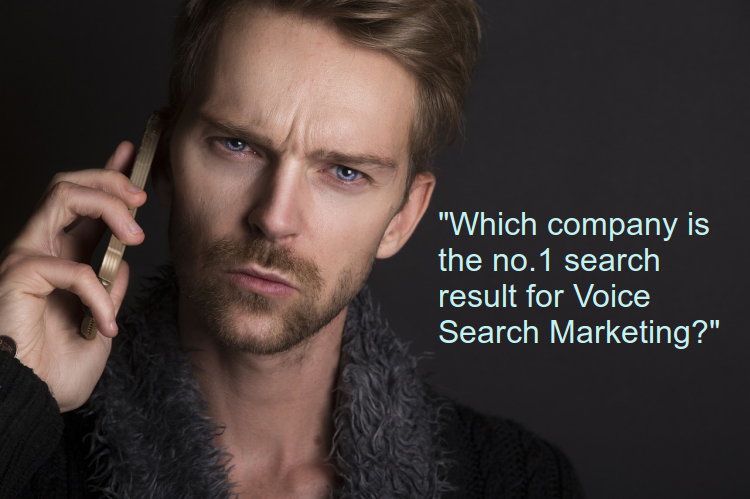 "Which company is
the no.1 search
result for Voice
Search Marketing?"